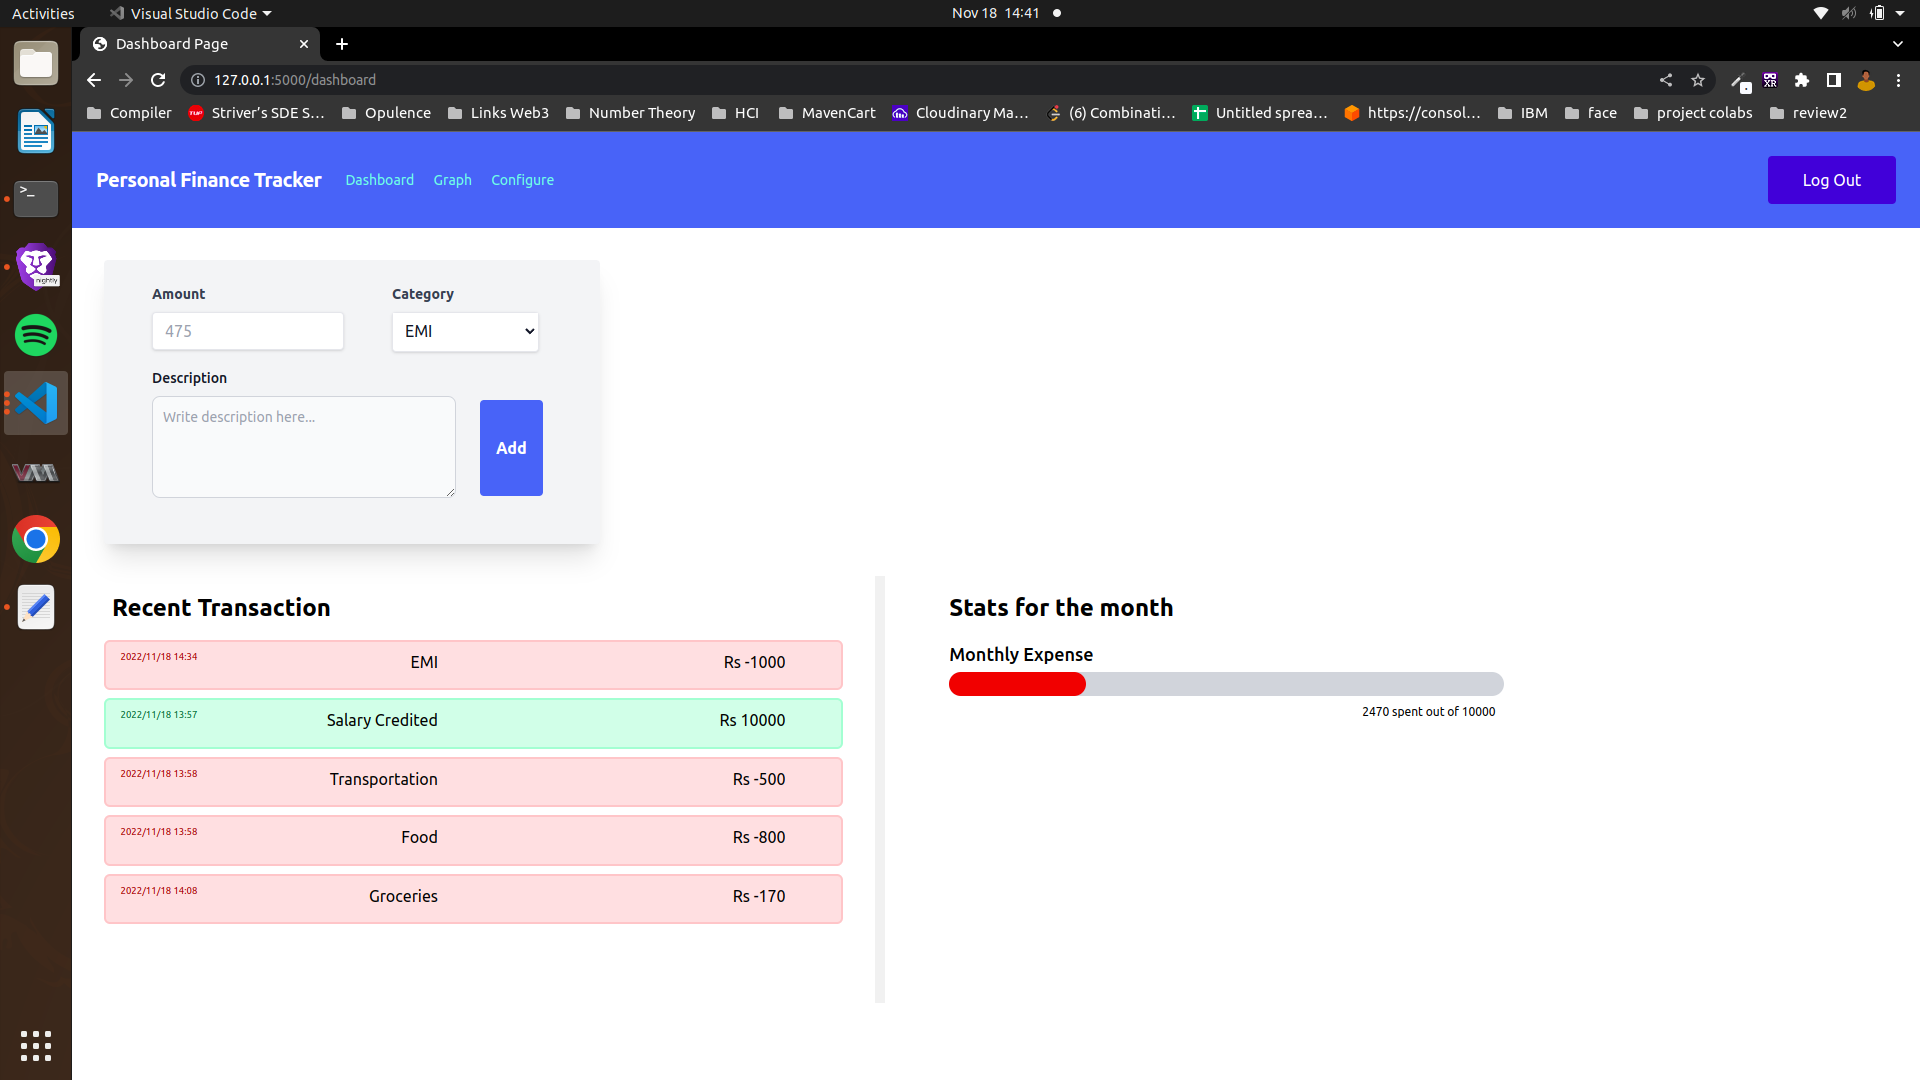 Activities Visual Studio Code Nov 18 14:41
Dashboard Page
127.0.0.1:5000/dashboard
Compiler Striver’s SDE S… Opulence Links Web3 Number Theory HCI MavenCart Cloudinary Ma… (6) Combinati… Untitled sprea… https://consol… IBM face project colabs review2
Personal Finance Tracker Dashboard Graph Configure Log Out
Amount Category
475 EMI
Description
Write description here...
Add
Recent Transaction
2022/11/18 14:34 EMI Rs -1000
2022/11/18 13:57 Salary Credited Rs 10000
2022/11/18 13:58 Transportation Rs -500
2022/11/18 13:58 Food Rs -800
2022/11/18 14:08 Groceries Rs -170
Stats for the month
Monthly Expense
2470 spent out of 10000
>_
nightly
XR